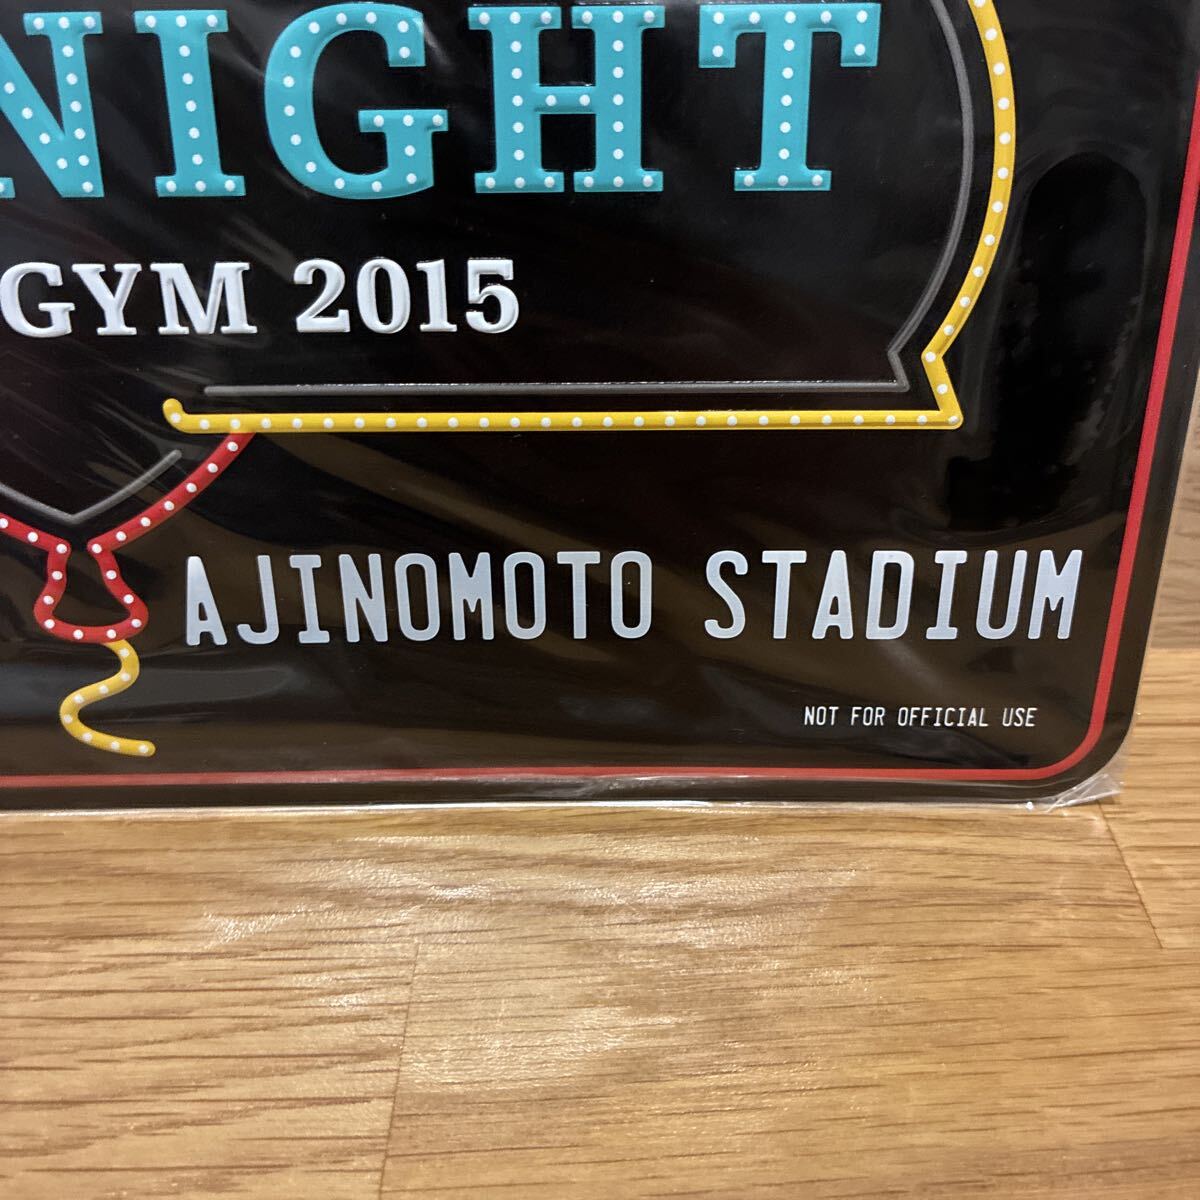 NIGHT
GYM 2015
AJINOMOTO STADIUM
NOT FOR OFFICIAL USE